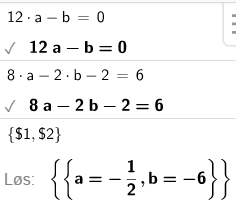 12 · a − b = 0
✓ 12 a − b = 0
8 · a − 2 · b − 2 = 6
✓ 8 a − 2 b − 2 = 6
{$1, $2}
Løs: {{a = − 1/2 , b = −6}}